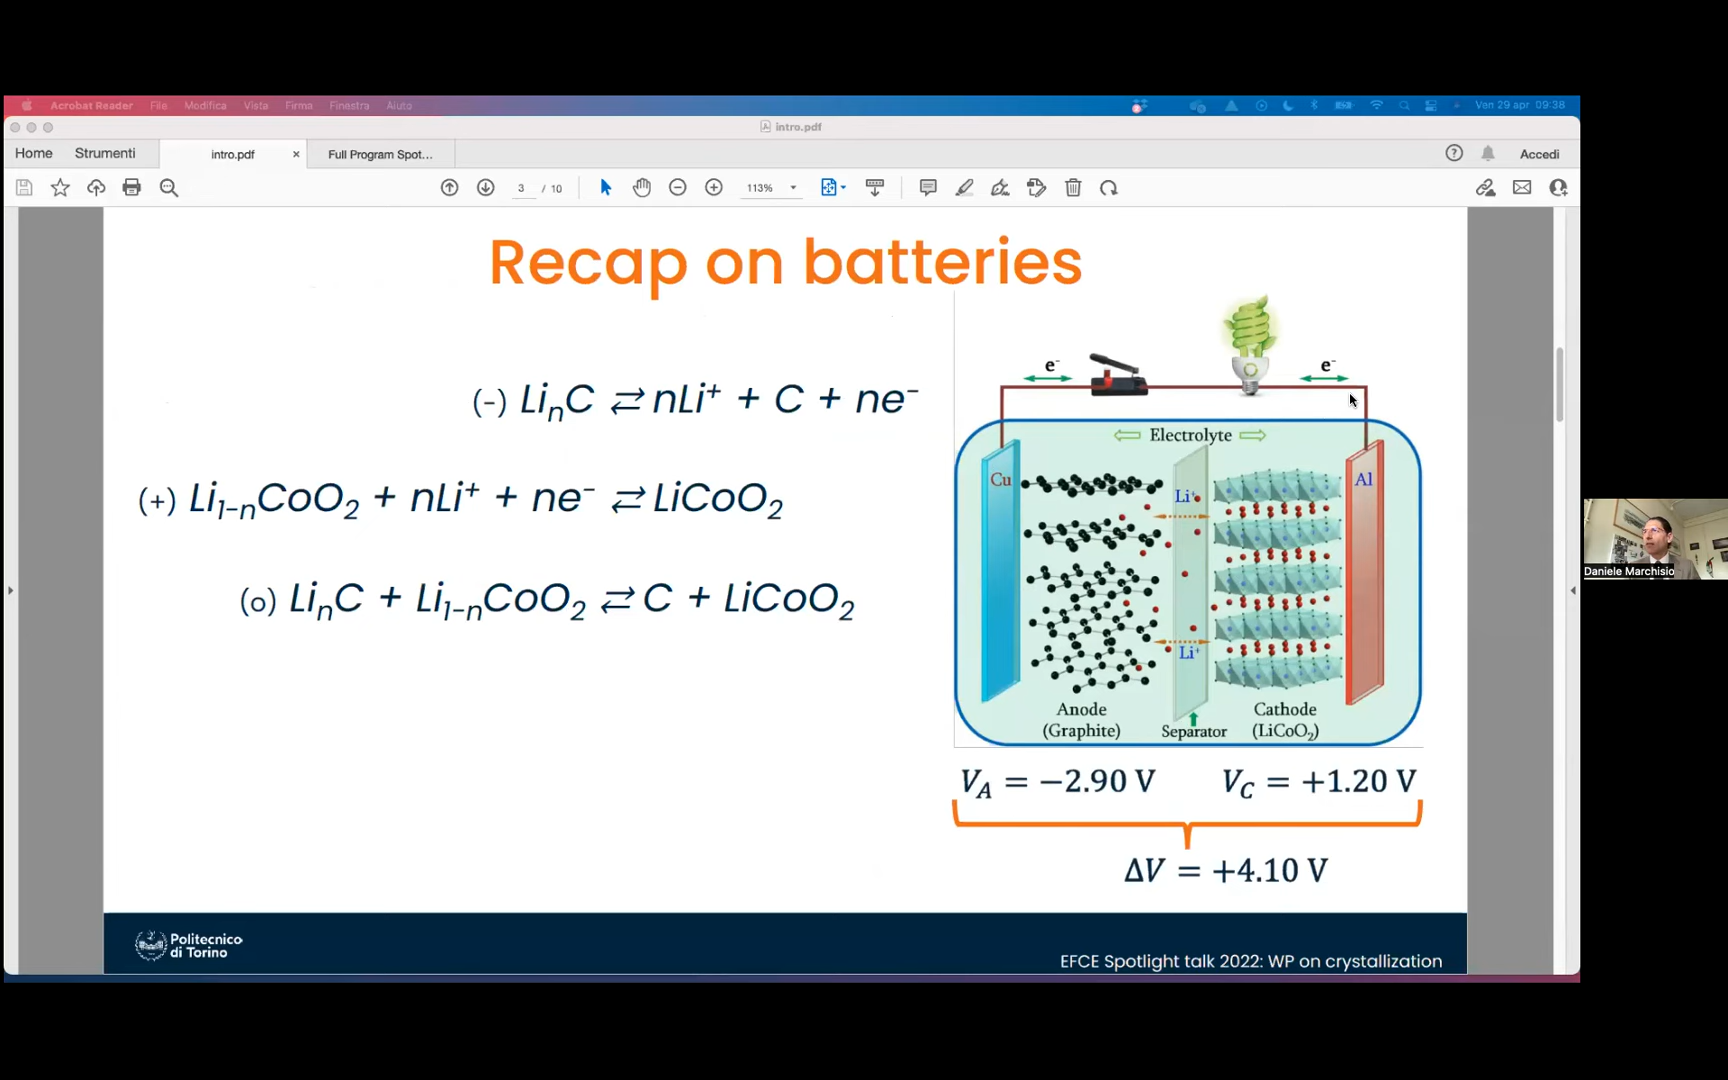 Acrobat Reader File Modifica Vista Firma Finestra Aiuto Ven 29 apr 09:38
intro.pdf
Home Strumenti intro.pdf × Full Program Spot... Accedi
3 / 10 113%
Recap on batteries
(-) LiₙC ⇄ nLi⁺ + C + ne⁻
(+) Li₁₋ₙCoO₂ + nLi⁺ + ne⁻ ⇄ LiCoO₂
(o) LiₙC + Li₁₋ₙCoO₂ ⇄ C + LiCoO₂
e⁻ e⁻
Electrolyte
Cu Li⁺ Al
Li⁺
Anode
(Graphite)
Separator
Cathode
(LiCoO₂)
V_A = −2.90 V V_C = +1.20 V
ΔV = +4.10 V
Politecnico
di Torino
EFCE Spotlight talk 2022: WP on crystallization
Daniele Marchisio